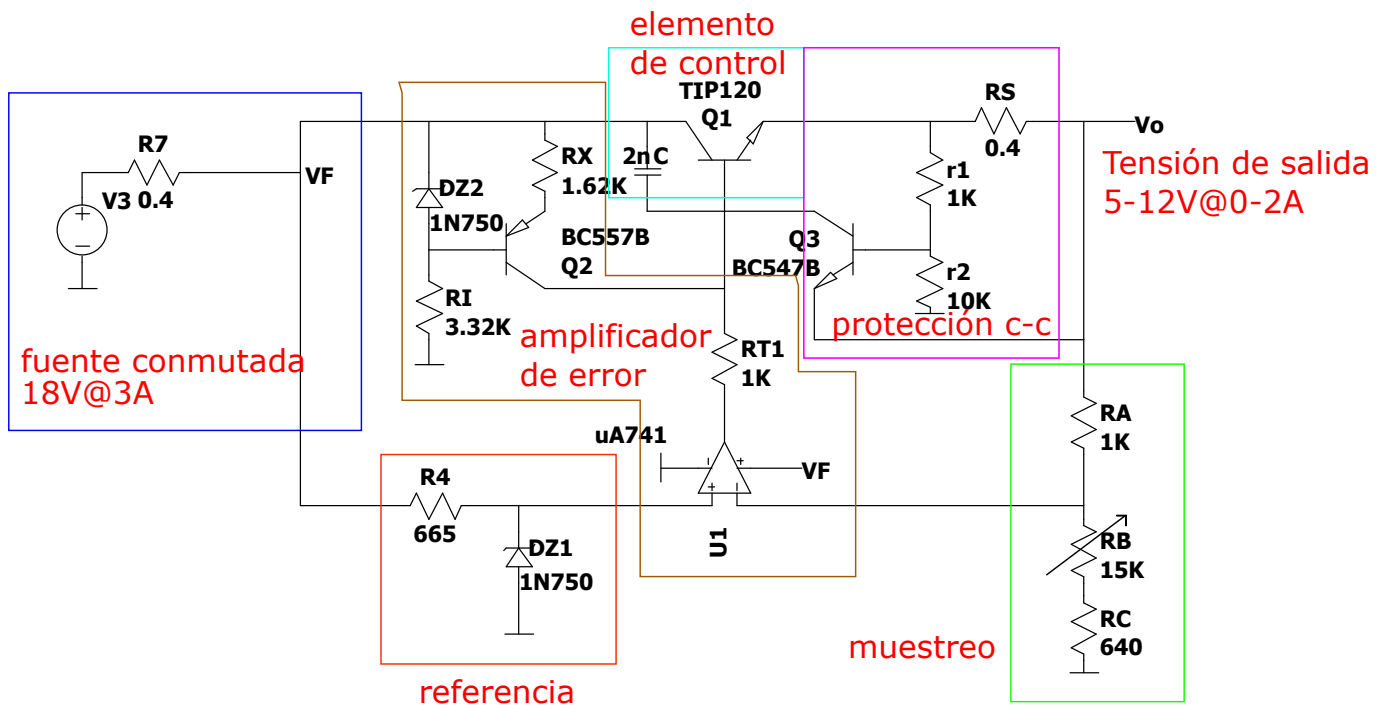 elemento
de control
TIP120
Q1
RS
0.4
Vo
Tensión de salida
5-12V@0-2A
R7
V3 0.4
VF
RX
1.62K
2nC
r1
1K
DZ2
1N750
BC557B
Q2
Q3
BC547B
r2
10K
RI
3.32K
protección c-c
fuente conmutada
18V@3A
amplificador
de error
RT1
1K
RA
1K
uA741
VF
R4
665
U1
DZ1
1N750
RB
15K
RC
640
muestreo
referencia